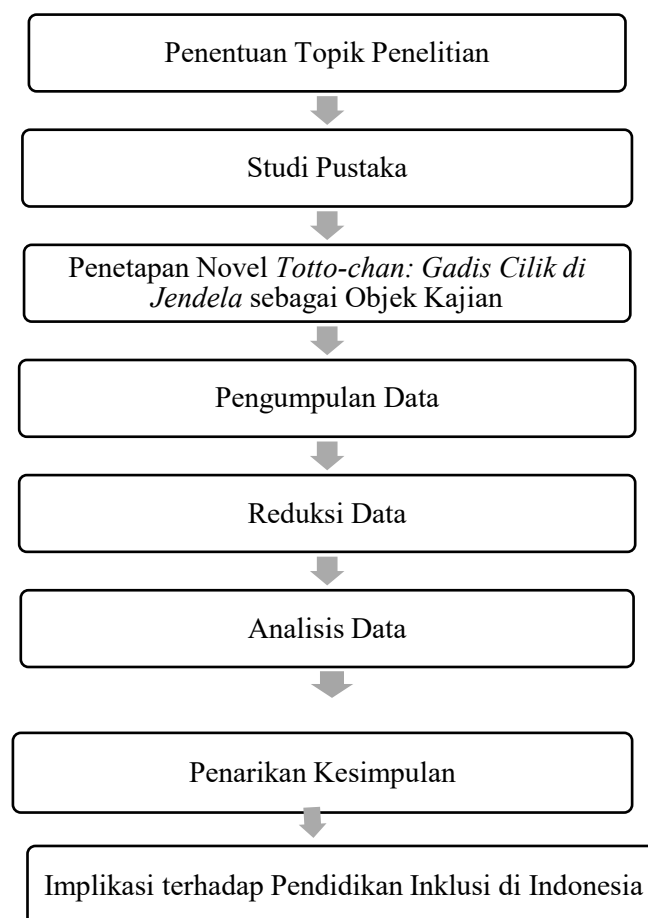 Penentuan Topik Penelitian
Studi Pustaka
Penetapan Novel Totto-chan: Gadis Cilik di
Jendela sebagai Objek Kajian
Pengumpulan Data
Reduksi Data
Analisis Data
Penarikan Kesimpulan
Implikasi terhadap Pendidikan Inklusi di Indonesia